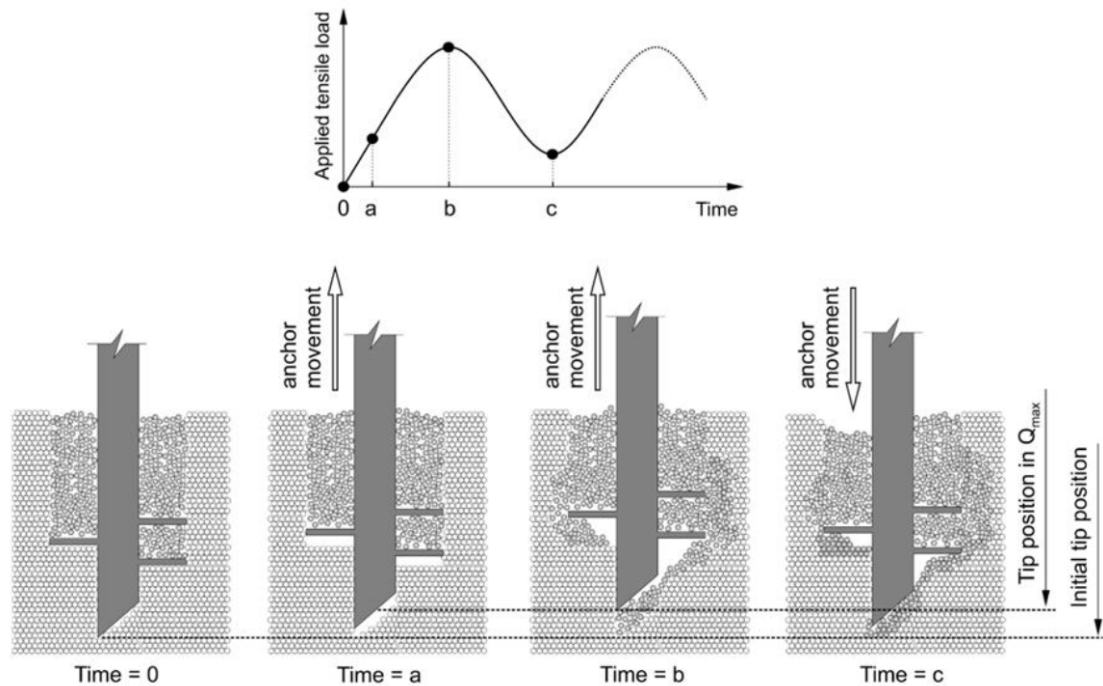 Applied tensile load
0 a b c Time
anchor
movement
anchor
movement
anchor
movement
Tip position in Qmax
Initial tip position
Time = 0 Time = a Time = b Time = c